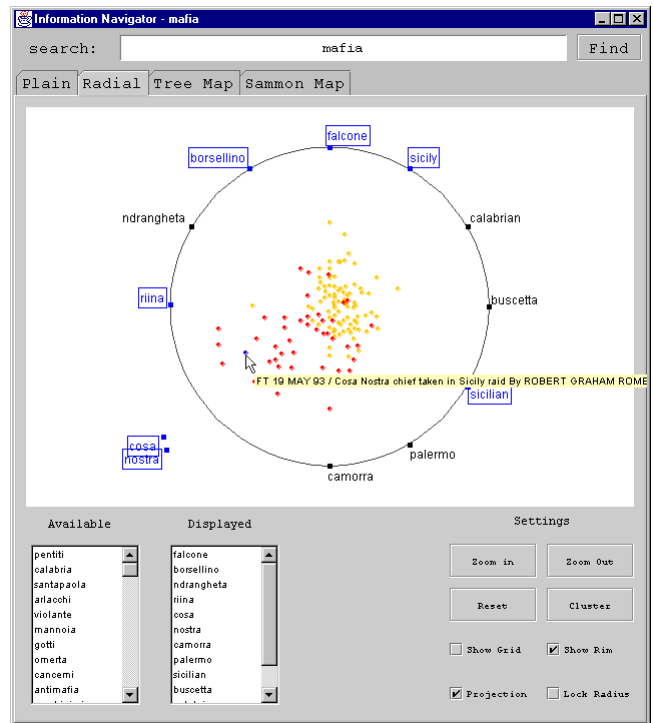 Information Navigator - mafia
search: mafia Find
Plain Radial Tree Map Sammon Map
falcone
borsellino sicily
ndrangheta calabrian
riina buscetta
FT 19 MAY 93 / Cosa Nostra chief taken in Sicily raid By ROBERT GRAHAM ROME
sicilian
cosa
nostra
palermo
camorra
Available Displayed Settings
pentiti
calabria
santapaola
arlacchi
violante
mannoia
gotti
omerta
cancemi
antimafia
falcone
borsellino
ndrangheta
riina
cosa
nostra
camorra
palermo
sicilian
buscetta
Zoom in Zoom Out
Reset Cluster
Show Grid Show Rim
Projection Lock Radius